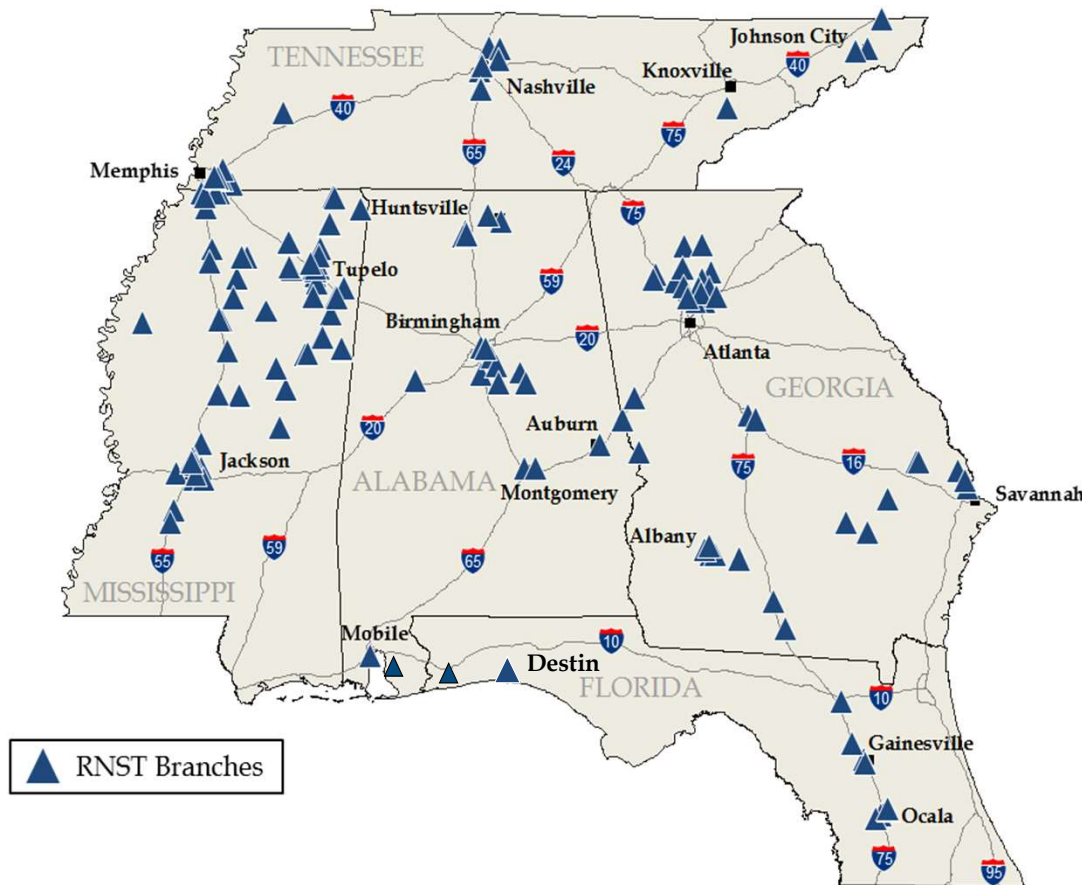 Johnson City
TENNESSEE
40
Knoxville
Nashville
40
75
65
24
Memphis
Huntsville
75
Tupelo
59
Birmingham
20
Atlanta
GEORGIA
20
Auburn
Jackson
75
16
ALABAMA
Montgomery
Savannah
Albany
59
55
65
MISSISSIPPI
Mobile
10
Destin
FLORIDA
10
Gainesville
RNST Branches
Ocala
75
95